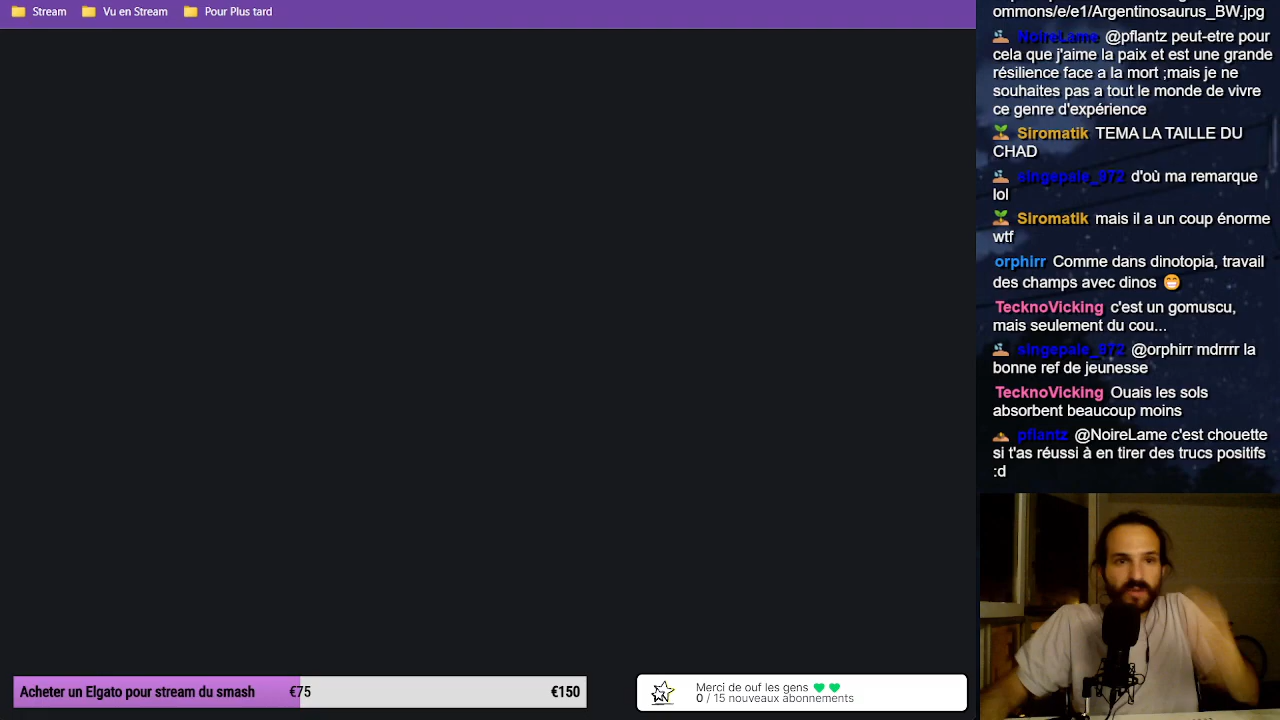 Stream
Vu en Stream
Pour Plus tard
ommons/e/e1/Argentinosaurus_BW.jpg
NoireLame @pflantz peut-etre pour
cela que j'aime la paix et est une grande
résilience face a la mort ;mais je ne
souhaites pas a tout le monde de vivre
ce genre d'expérience
Siromatik TEMA LA TAILLE DU
CHAD
singepale_972 d'où ma remarque
lol
Siromatik mais il a un coup énorme
wtf
orphirr Comme dans dinotopia, travail
des champs avec dinos 😁
TecknoVicking c'est un gomuscu,
mais seulement du cou...
singepale_972 @orphirr mdrrrr la
bonne ref de jeunesse
TecknoVicking Ouais les sols
absorbent beaucoup moins
pflantz @NoireLame c'est chouette
si t'as réussi à en tirer des trucs positifs
:d
Acheter un Elgato pour stream du smash €75 €150
Merci de ouf les gens 💚 💚
0 / 15 nouveaux abonnements